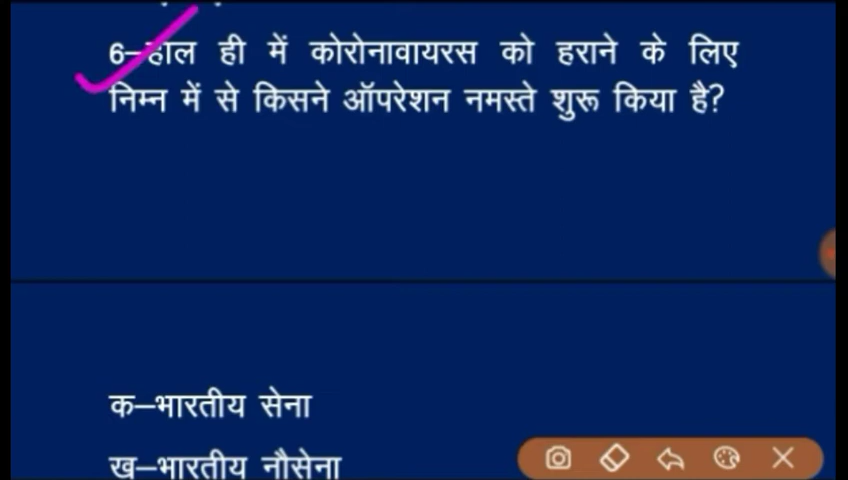 6–हाल ही में कोरोनावायरस को हराने के लिए
निम्न में से किसने ऑपरेशन नमस्ते शुरू किया है?
क–भारतीय सेना
ख–भारतीय नौसेना